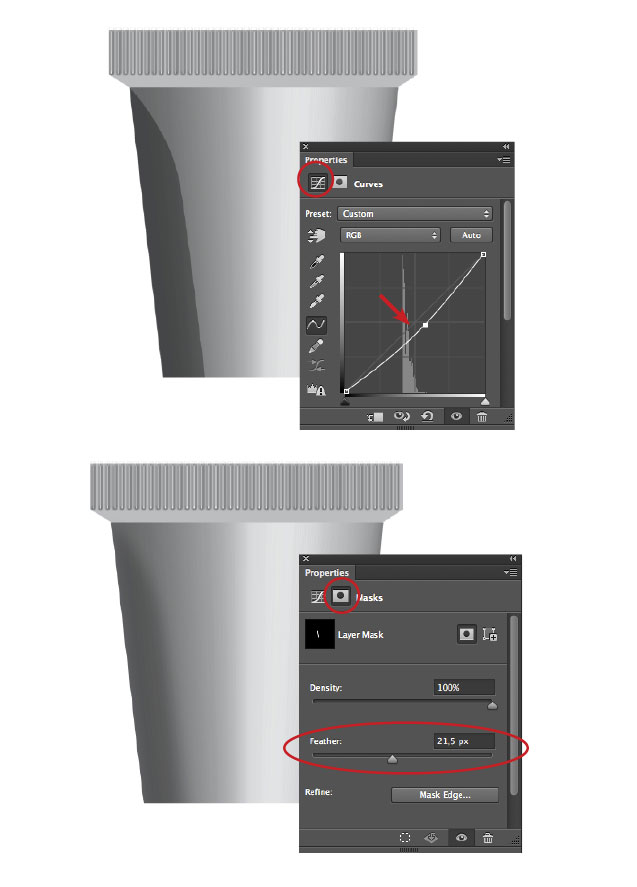 Properties
Curves
Preset: Custom
RGB Auto
Properties
Masks
Layer Mask
Density: 100%
Feather: 21,5 px
Refine: Mask Edge...